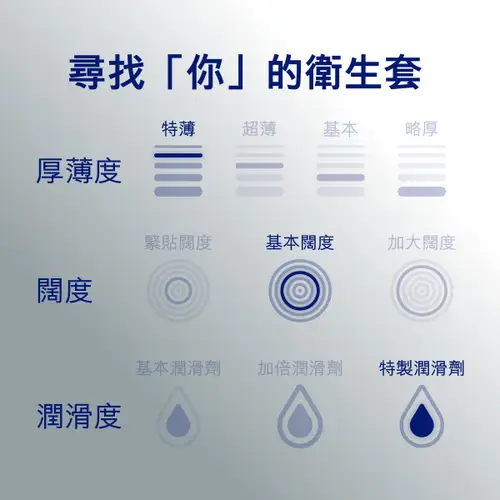 尋找「你」的衛生套
特薄 超薄 基本 略厚
厚薄度
緊貼闊度 基本闊度 加大闊度
闊度
基本潤滑劑 加倍潤滑劑 特製潤滑劑
潤滑度